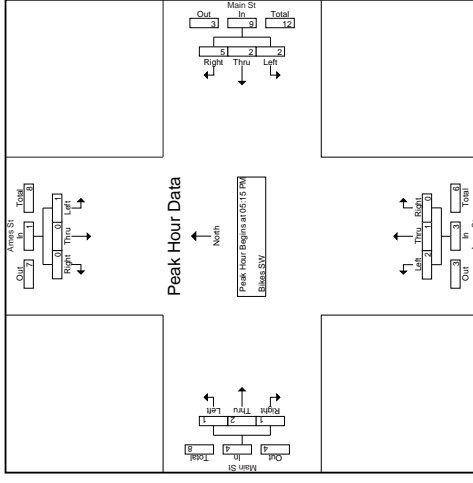 Main St
Out In Total
3 9 12
5 2 2
Right Thru Left
Ames St
Out In Total
7 1 8
0 0 1
Right Thru Left
Peak Hour Data
North
Peak Hour Begins at 05:15 PM
Bikes SW
Left Thru Right
2 1 0
3 3 6
Out In Total
Left Thru Right
1 2 1
8 4 4
Total In Out
Main St